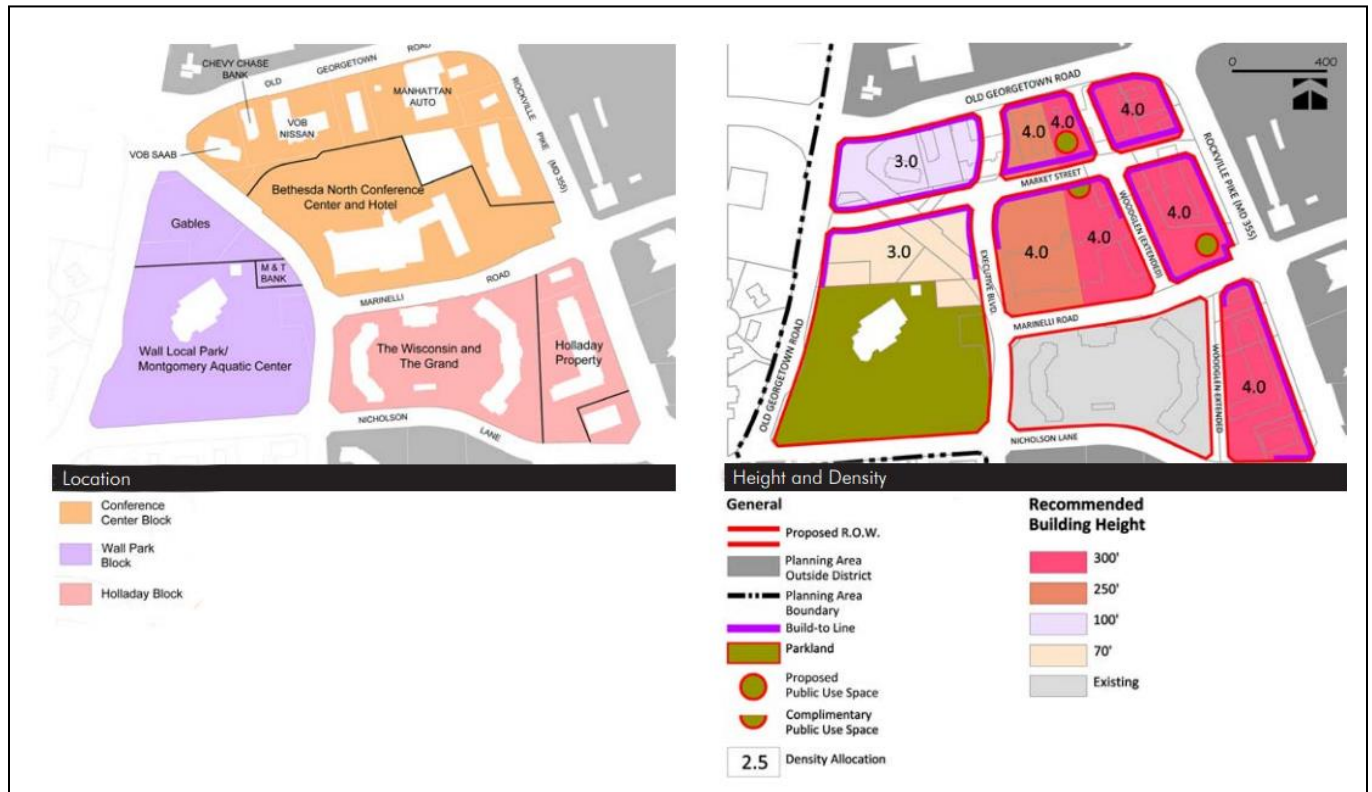 CHEVY CHASE
BANK
OLD GEORGETOWN ROAD
MANHATTAN
AUTO
VOB
NISSAN
VOB SAAB
ROCKVILLE PIKE (MD 355)
Bethesda North Conference
Center and Hotel
Gables
M & T
BANK
MARINELLI ROAD
Wall Local Park/
Montgomery Aquatic Center
The Wisconsin and
The Grand
Holladay
Property
NICHOLSON LANE
Location
Conference
Center Block
Wall Park
Block
Holladay Block
0 400
OLD GEORGETOWN ROAD
4.0
4.0
4.0
3.0
MARKET STREET
ROCKVILLE PIKE (MD 355)
WOODGLEN (EXTENDED)
4.0
4.0
4.0
3.0
EXECUTIVE BLVD.
MARINELLI ROAD
OLD GEORGETOWN ROAD
WOODGLEN EXTENDED
4.0
NICHOLSON LANE
Height and Density
General
Proposed R.O.W.
Planning Area
Outside District
Planning Area
Boundary
Build-to Line
Parkland
Proposed
Public Use Space
Complimentary
Public Use Space
2.5 Density Allocation
Recommended
Building Height
300'
250'
100'
70'
Existing